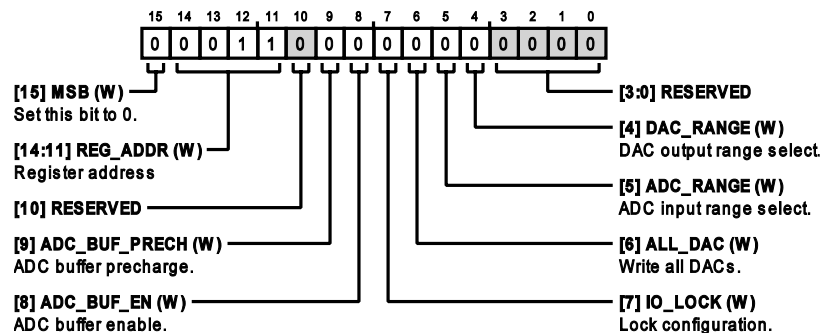 15 14 13 12 11 10 9 8 7 6 5 4 3 2 1 0
0 0 0 1 1 0 0 0 0 0 0 0 0 0 0 0
[15] MSB (W)
Set this bit to 0.
[14:11] REG_ADDR (W)
Register address
[10] RESERVED
[9] ADC_BUF_PRECH (W)
ADC buffer precharge.
[8] ADC_BUF_EN (W)
ADC buffer enable.
[3:0] RESERVED
[4] DAC_RANGE (W)
DAC output range select.
[5] ADC_RANGE (W)
ADC input range select.
[6] ALL_DAC (W)
Write all DACs.
[7] IO_LOCK (W)
Lock configuration.